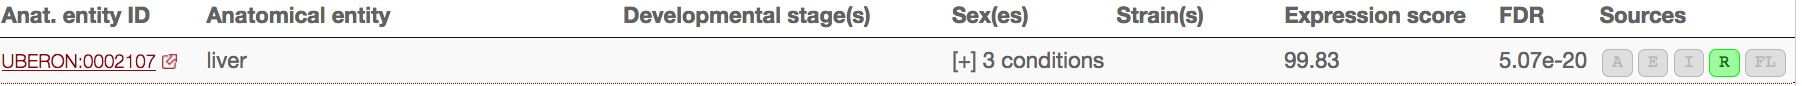 Anat. entity ID Anatomical entity Developmental stage(s) Sex(es) Strain(s) Expression score FDR Sources
UBERON:0002107 liver [+] 3 conditions 99.83 5.07e-20 A E I R FL